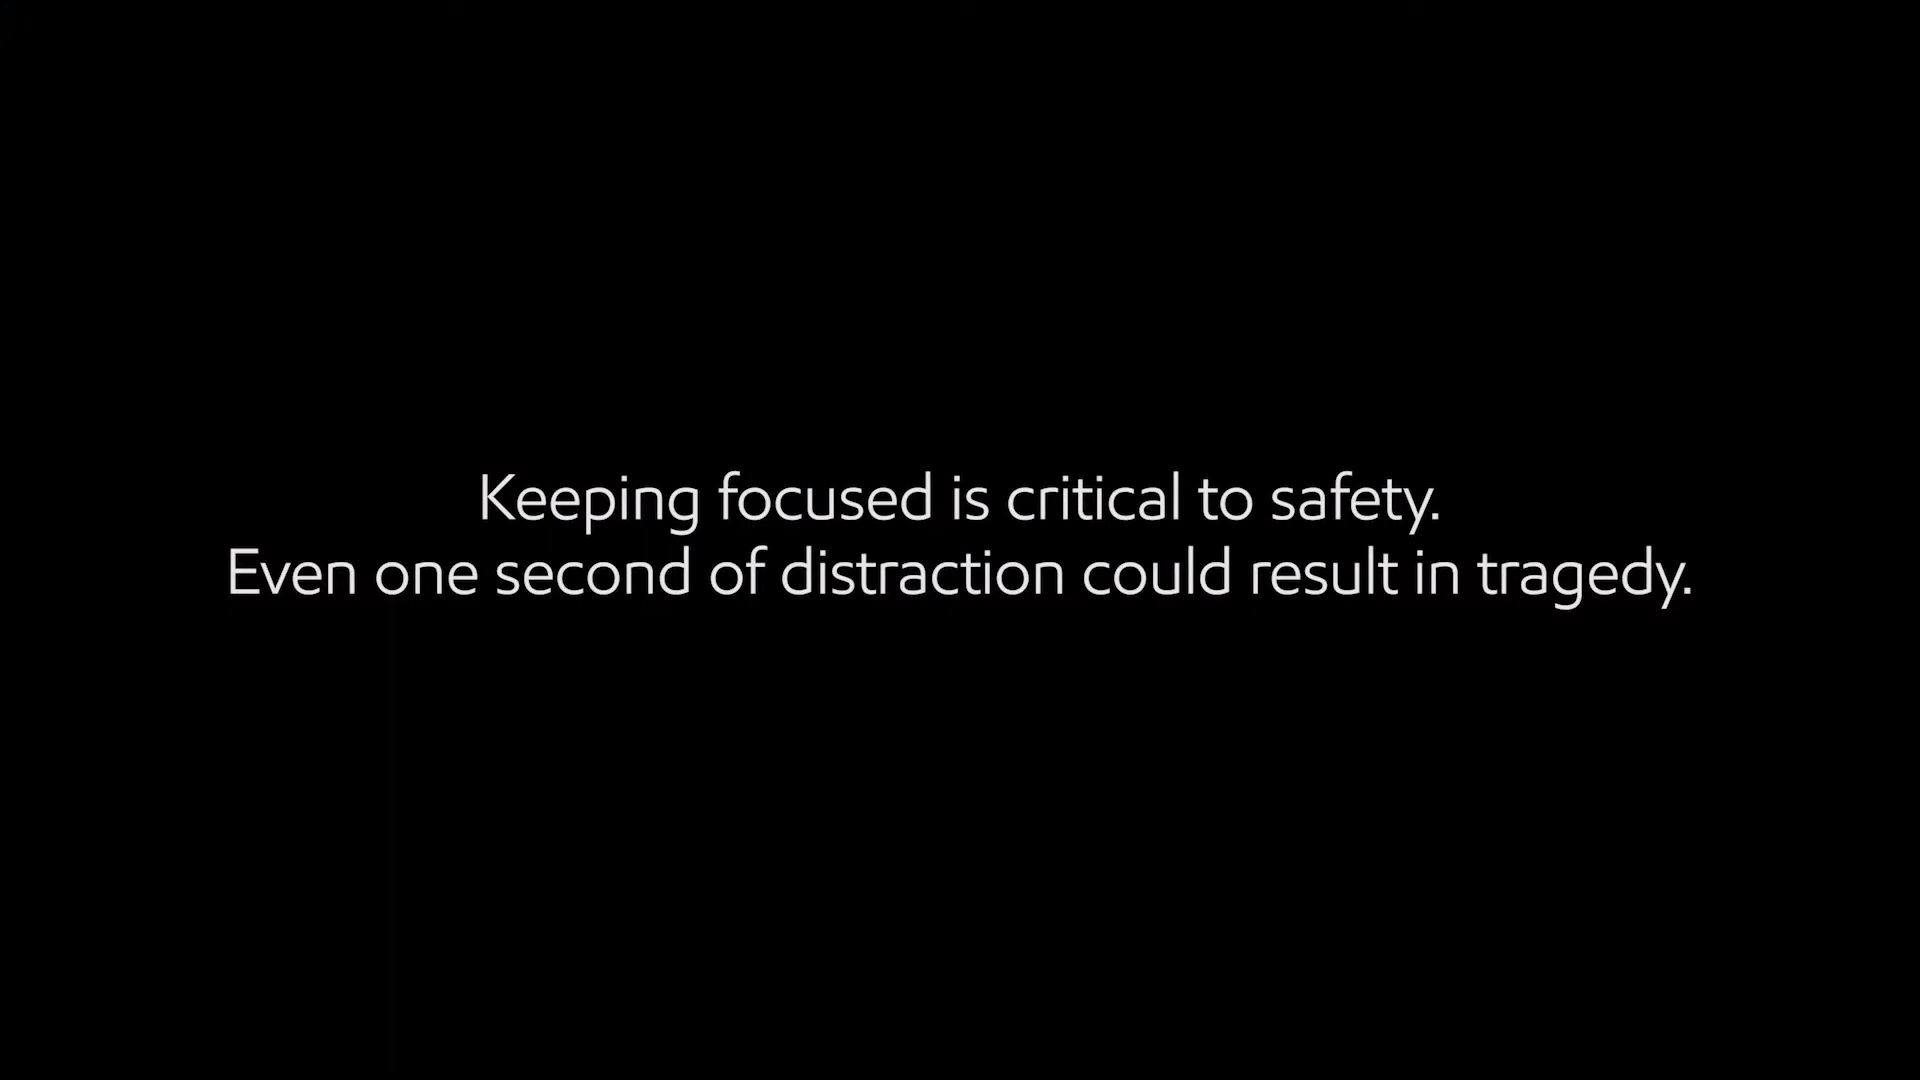 Keeping focused is critical to safety.
Even one second of distraction could result in tragedy.